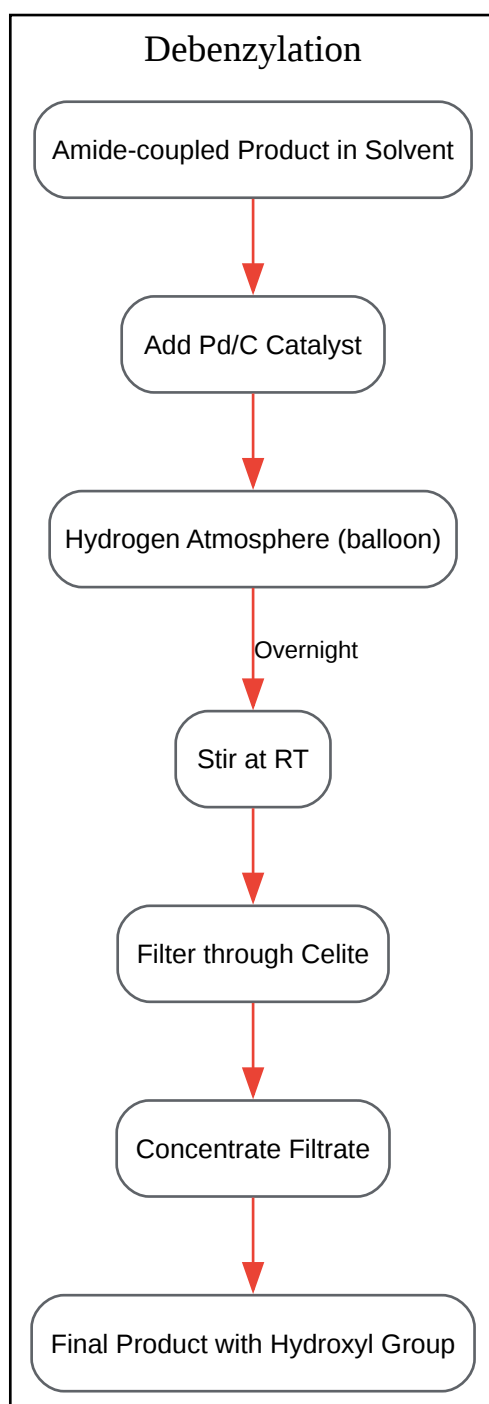 Debenzylation
Amide-coupled Product in Solvent
Add Pd/C Catalyst
Hydrogen Atmosphere (balloon)
Overnight
Stir at RT
Filter through Celite
Concentrate Filtrate
Final Product with Hydroxyl Group